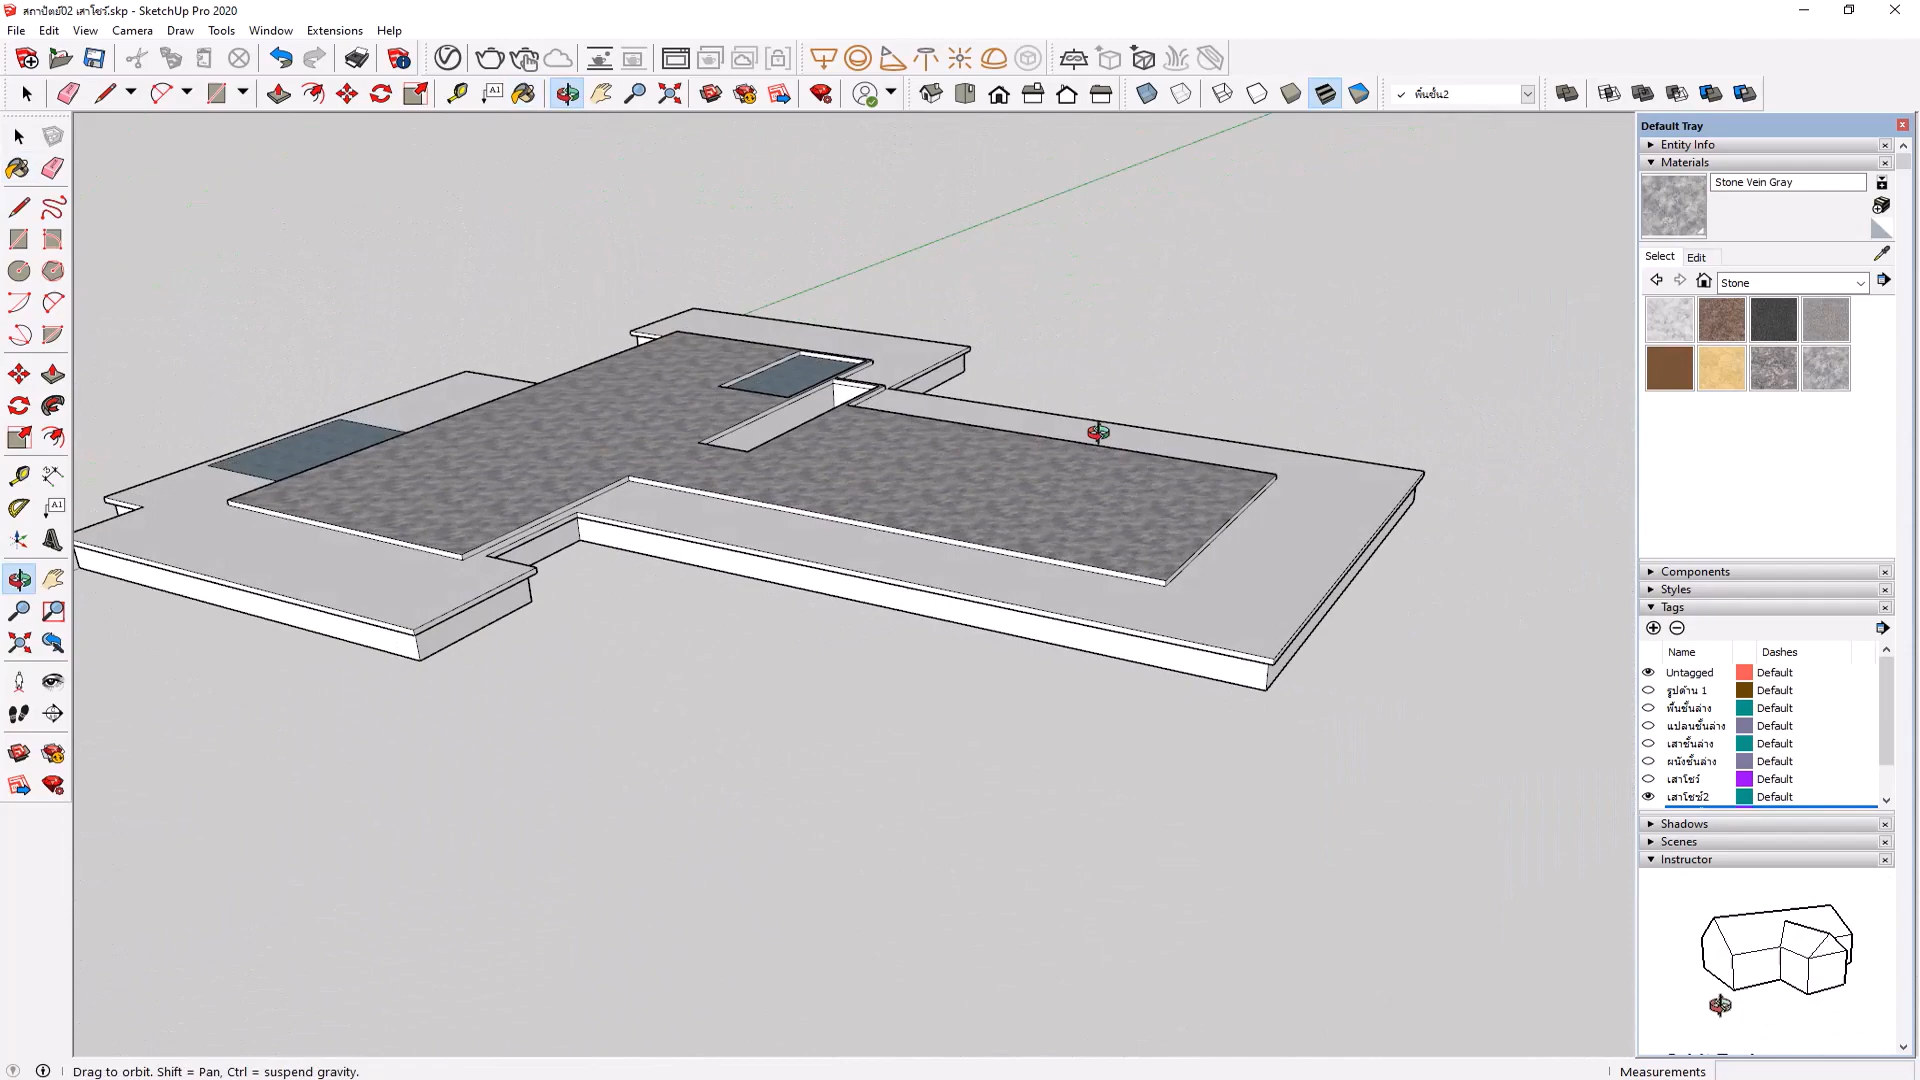 สถาปัตย์02 เสาโชร์.skp - SketchUp Pro 2020
File Edit View Camera Draw Tools Window Extensions Help
A1
พื้นชั้น2
Default Tray
Entity Info
Materials
Stone Vein Gray
Select Edit
Stone
A1
Components
Styles
Tags
Name Dashes
Untagged Default
รูปด้าน 1 Default
พื้นชั้นล่าง Default
แปลนชั้นล่าง Default
เสาชั้นล่าง Default
ผนังชั้นล่าง Default
เสาโชร์ Default
เสาโชช์2 Default
Shadows
Scenes
Instructor
Drag to orbit. Shift = Pan, Ctrl = suspend gravity.
Measurements